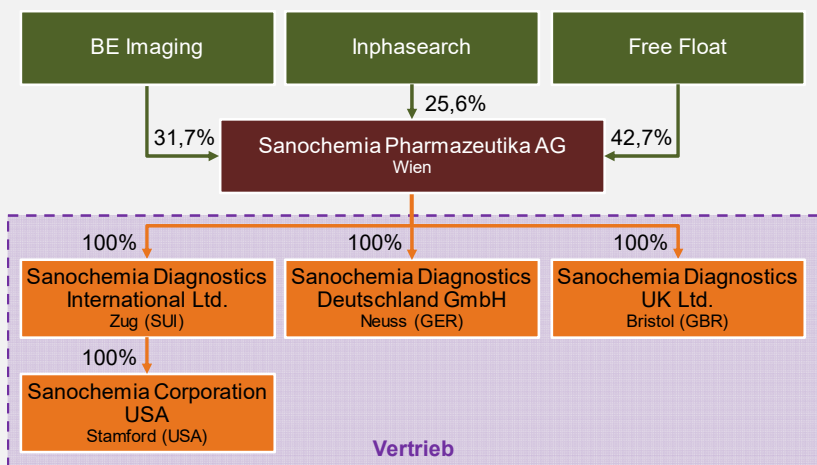 BE Imaging
Inphasearch
Free Float
31,7%
25,6%
42,7%
Sanochemia Pharmazeutika AG
Wien
100%
100%
100%
Sanochemia Diagnostics
International Ltd.
Zug (SUI)
Sanochemia Diagnostics
Deutschland GmbH
Neuss (GER)
Sanochemia Diagnostics
UK Ltd.
Bristol (GBR)
100%
Sanochemia Corporation
USA
Stamford (USA)
Vertrieb